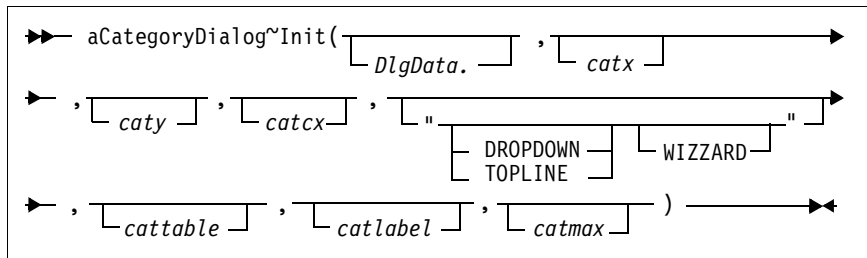 aCategoryDialog~Init( , 
DlgData. catx
, , , " "
caty catcx DROPDOWN WIZZARD
TOPLINE
, , , )
cattable catlabel catmax